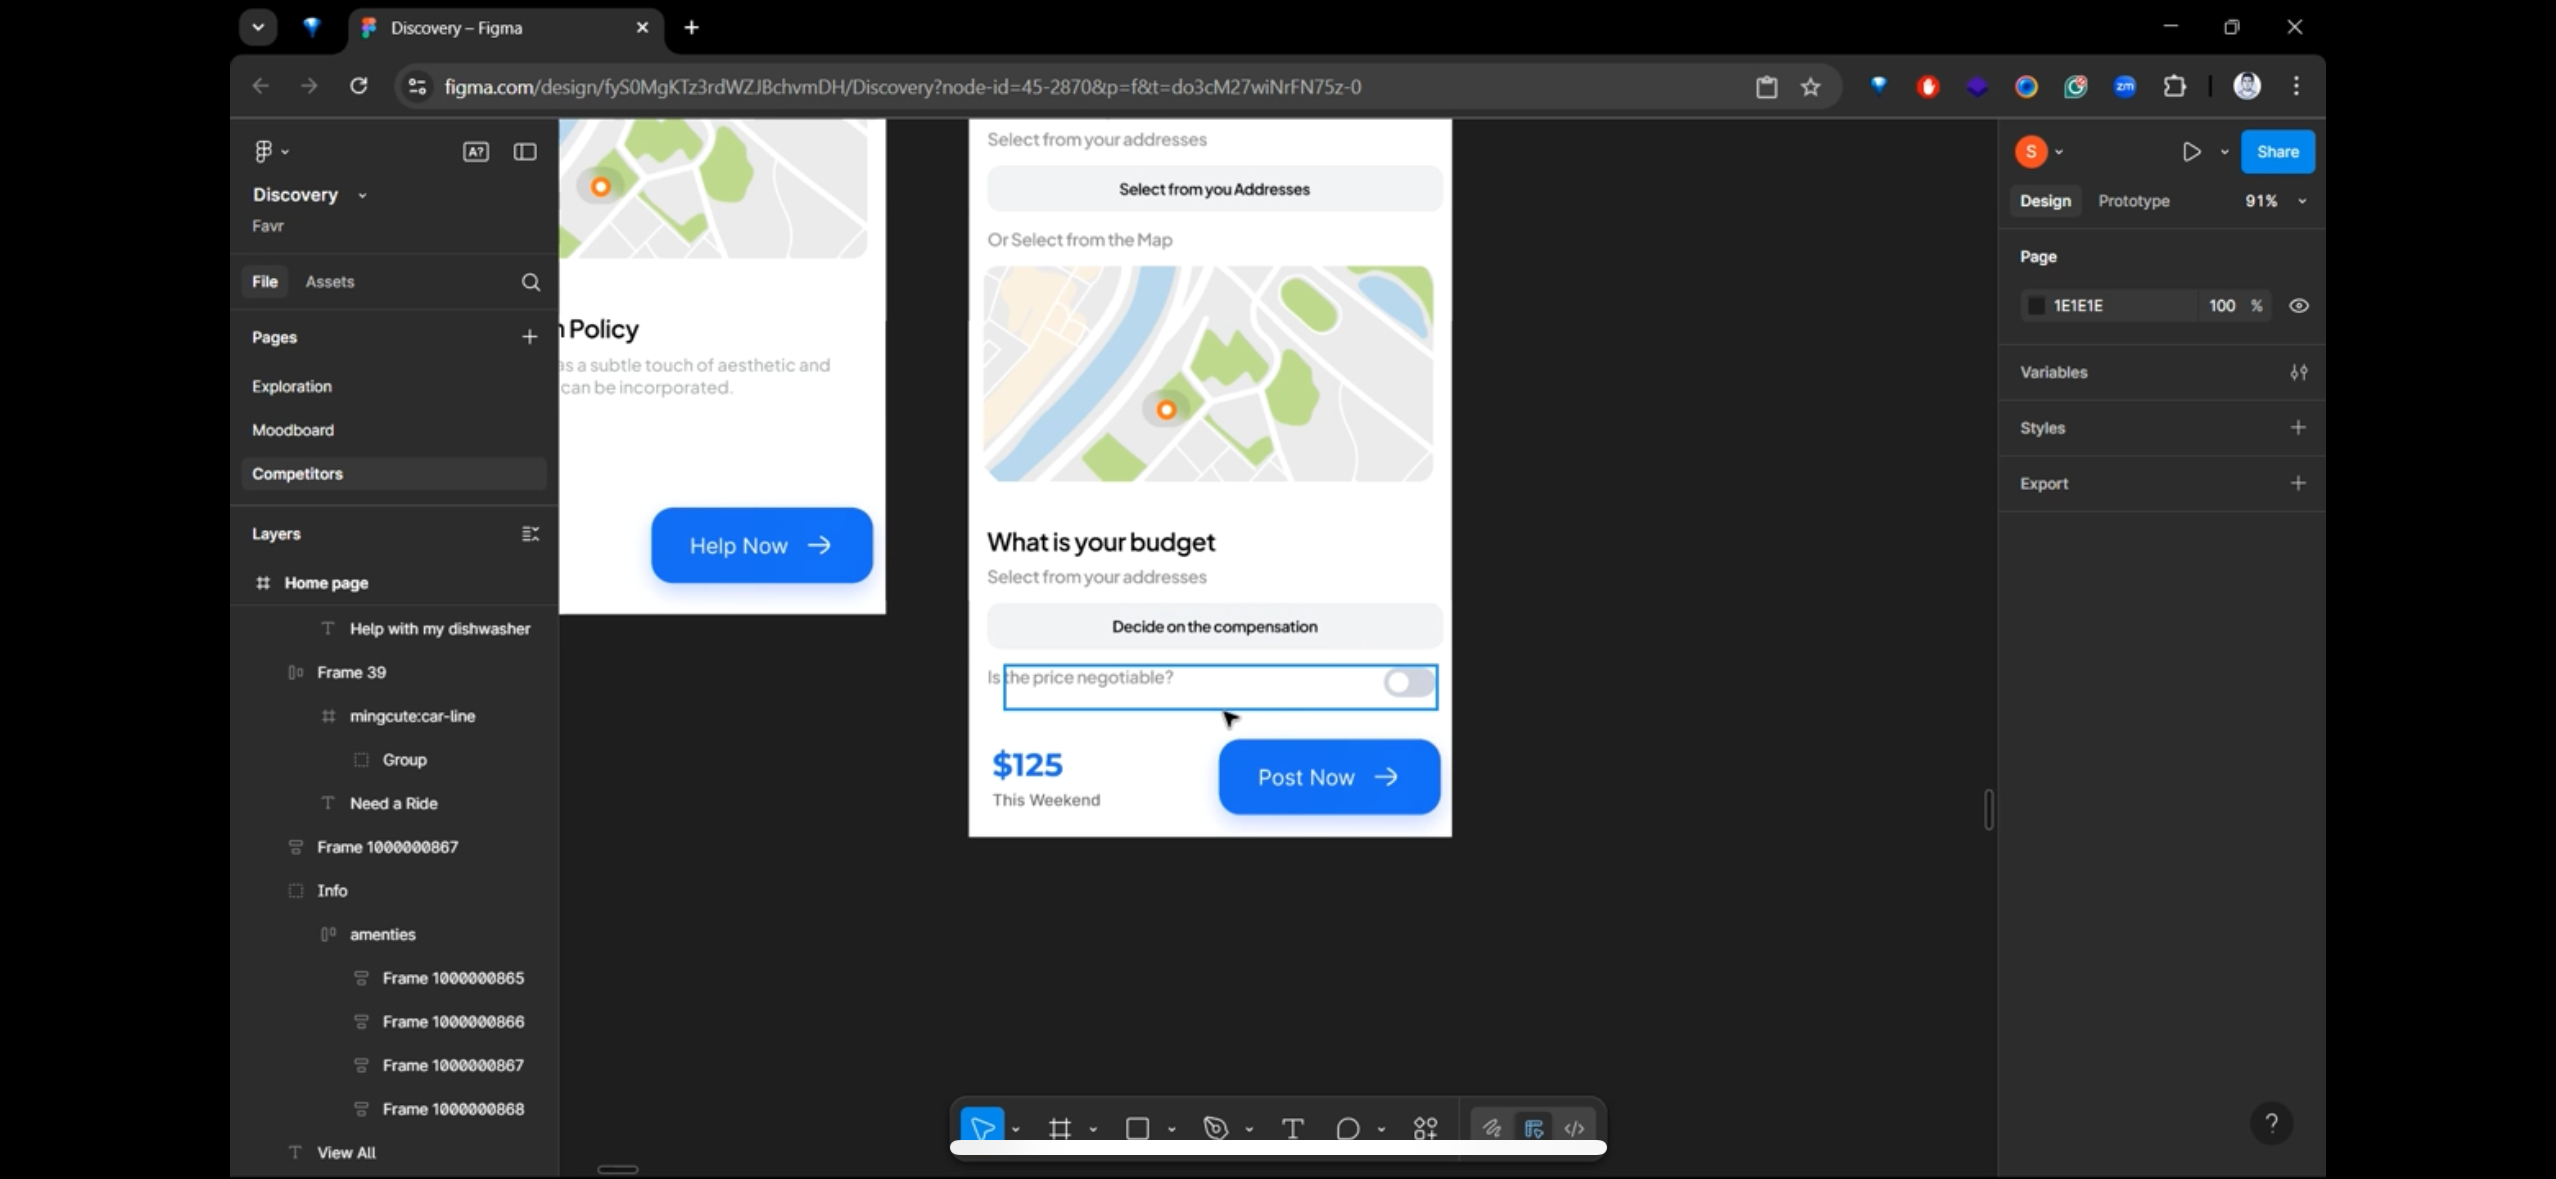 Discovery – Figma
figma.com/design/fyS0MgKTz3rdWZJBchvmDH/Discovery?node-id=45-2870&p=f&t=do3cM27wiNrFN75z-0
zm
A?
Discovery
Favr
File
Assets
Pages
Exploration
Moodboard
Competitors
Layers
Home page
Help with my dishwasher
Frame 39
mingcute:car-line
Group
Need a Ride
Frame 1000000867
Info
amenties
Frame 1000000865
Frame 1000000866
Frame 1000000867
Frame 1000000868
View All
n Policy
as a subtle touch of aesthetic and
can be incorporated.
Help Now
Select from your addresses
Select from you Addresses
Or Select from the Map
What is your budget
Select from your addresses
Decide on the compensation
Is the price negotiable?
$125
This Weekend
Post Now
S
Share
Design
Prototype
91%
Page
1E1E1E
100
%
Variables
Styles
Export
?